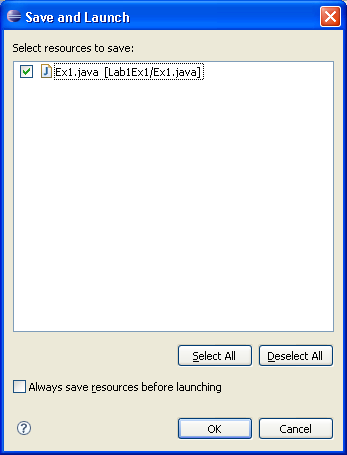 Save and Launch
Select resources to save:
Ex1.java [Lab1Ex1/Ex1.java]
Select All
Deselect All
Always save resources before launching
OK
Cancel